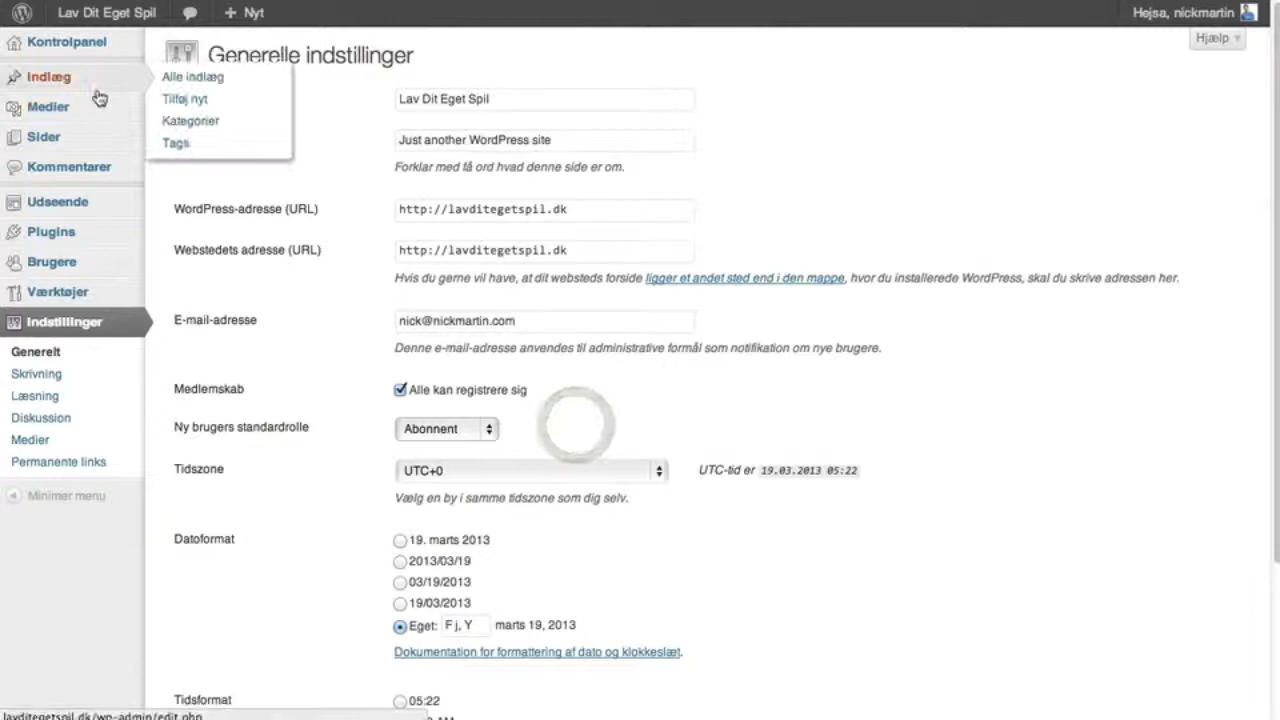 Lav Dit Eget Spil
Nyt
Hejsa, nickmartin
Hjælp
Kontrolpanel
Indlæg
Medier
Sider
Kommentarer
Udseende
Plugins
Brugere
Værktøjer
Indstillinger
Generelt
Skrivning
Læsning
Diskussion
Medier
Permanente links
Minimer menu
Alle indlæg
Tilføj nyt
Kategorier
Tags
Generelle indstillinger
Lav Dit Eget Spil
Just another WordPress site
Forklar med få ord hvad denne side er om.
WordPress-adresse (URL)
http://lavditegetspil.dk
Webstedets adresse (URL)
http://lavditegetspil.dk
Hvis du gerne vil have, at dit websteds forside ligger et andet sted end i den mappe, hvor du installerede WordPress, skal du skrive adressen her.
E-mail-adresse
nick@nickmartin.com
Denne e-mail-adresse anvendes til administrative formål som notifikation om nye brugere.
Medlemskab
Alle kan registrere sig
Ny brugers standardrolle
Abonnent
Tidszone
UTC+0
UTC-tid er 19.03.2013 05:22
Vælg en by i samme tidszone som dig selv.
Datoformat
19. marts 2013
2013/03/19
03/19/2013
19/03/2013
Eget: F j, Y marts 19, 2013
Dokumentation for formattering af dato og klokkeslæt.
Tidsformat
05:22
lavditegetspil.dk/wp-admin/edit.php